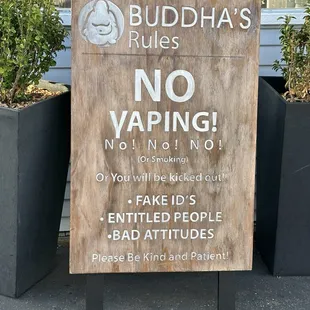 BUDDHA'S
Rules
NO
VAPING!
No! No! NO!
(Or Smoking)
Or You will be kicked out!
• FAKE ID'S
• ENTITLED PEOPLE
•BAD ATTITUDES
Please Be Kind and Patient!